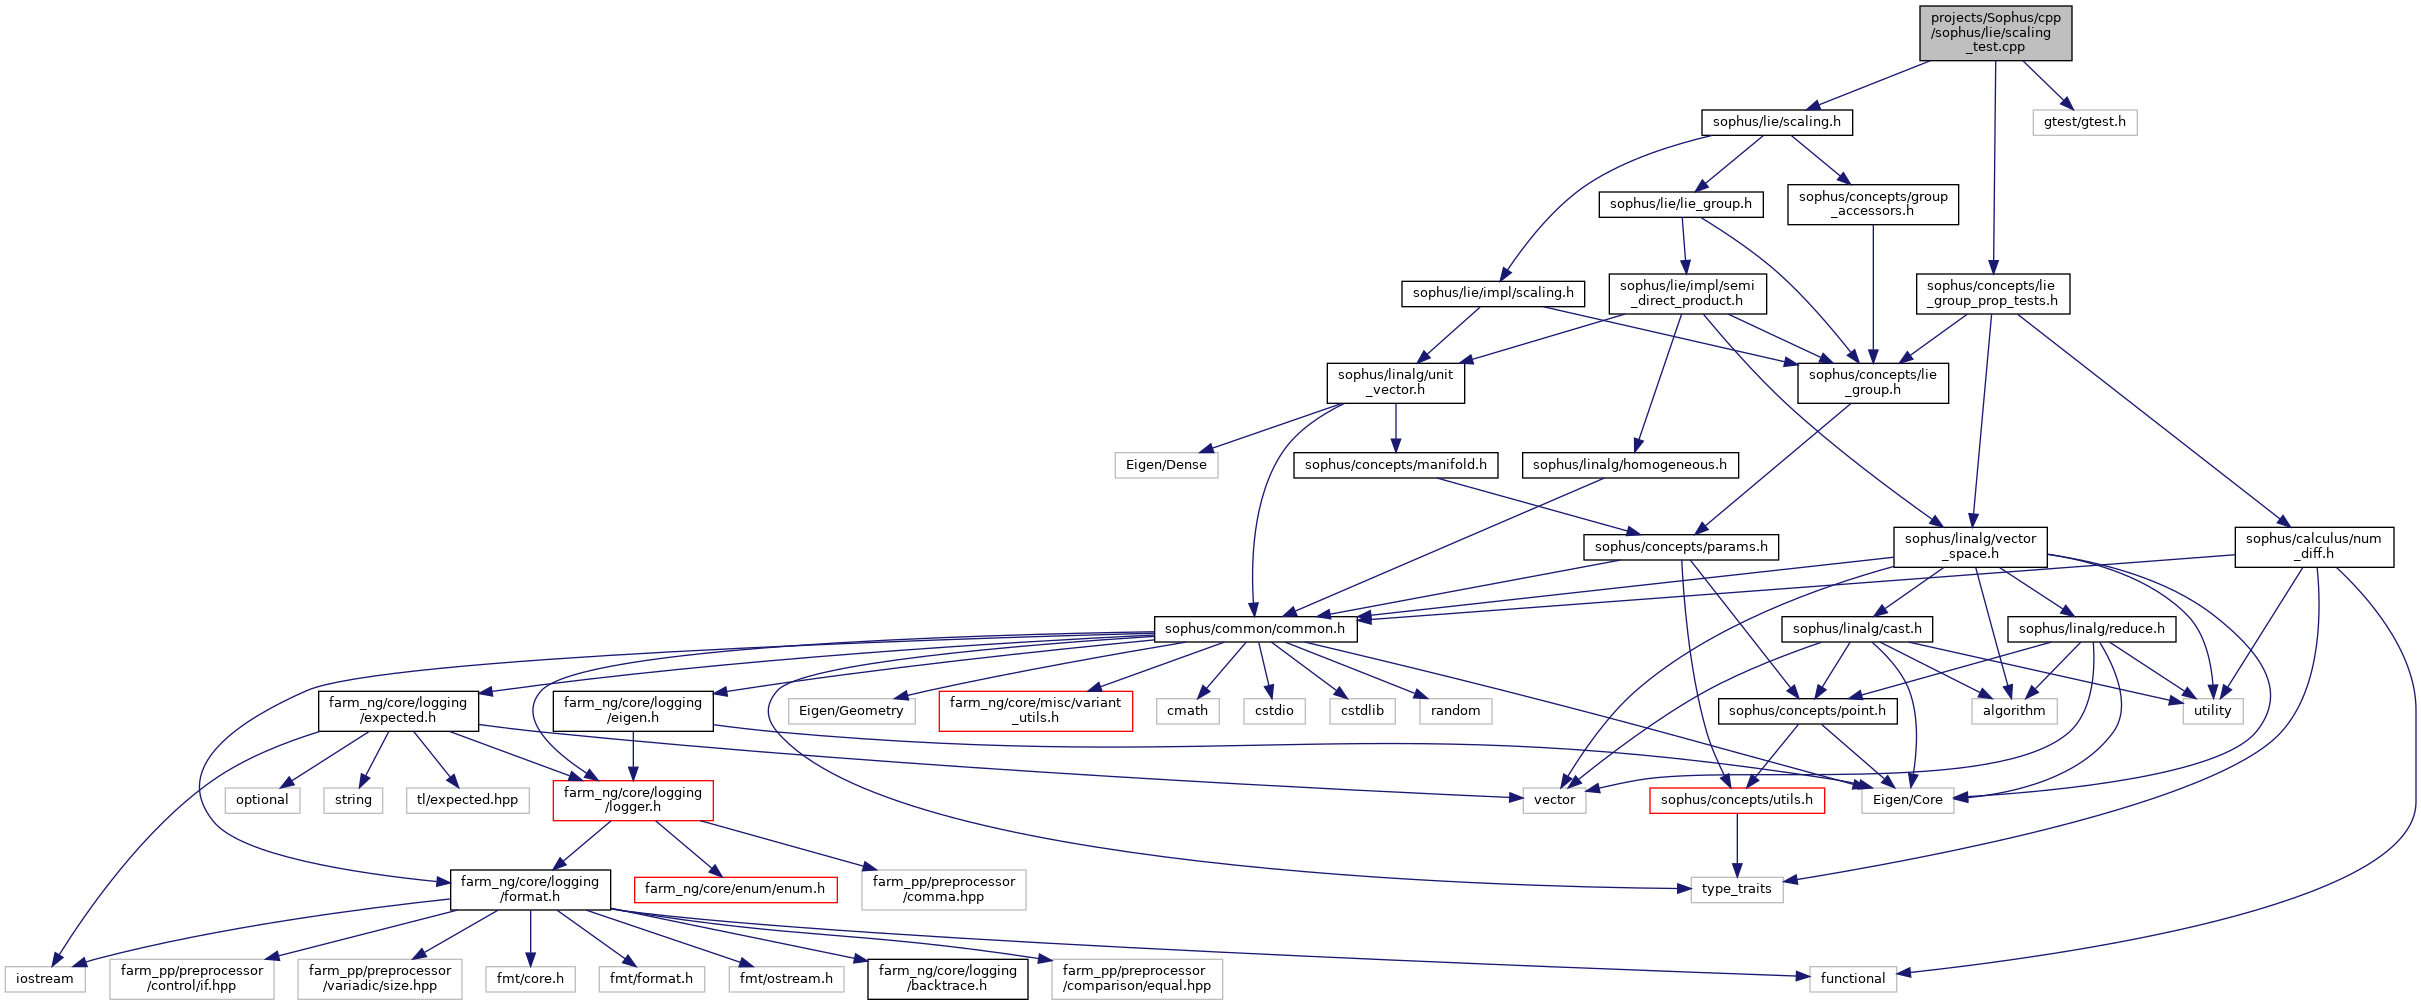 projects/Sophus/cpp
/sophus/lie/scaling
_test.cpp
sophus/lie/scaling.h
gtest/gtest.h
sophus/lie/lie_group.h
sophus/concepts/group
_accessors.h
sophus/lie/impl/scaling.h
sophus/lie/impl/semi
_direct_product.h
sophus/concepts/lie
_group_prop_tests.h
sophus/linalg/unit
_vector.h
sophus/concepts/lie
_group.h
Eigen/Dense
sophus/concepts/manifold.h
sophus/linalg/homogeneous.h
sophus/concepts/params.h
sophus/linalg/vector
_space.h
sophus/calculus/num
_diff.h
sophus/common/common.h
sophus/linalg/cast.h
sophus/linalg/reduce.h
farm_ng/core/logging
/expected.h
farm_ng/core/logging
/eigen.h
Eigen/Geometry
farm_ng/core/misc/variant
_utils.h
cmath
cstdio
cstdlib
random
sophus/concepts/point.h
algorithm
utility
optional
string
tl/expected.hpp
farm_ng/core/logging
/logger.h
vector
sophus/concepts/utils.h
Eigen/Core
farm_ng/core/logging
/format.h
farm_ng/core/enum/enum.h
farm_pp/preprocessor
/comma.hpp
type_traits
iostream
farm_pp/preprocessor
/control/if.hpp
farm_pp/preprocessor
/variadic/size.hpp
fmt/core.h
fmt/format.h
fmt/ostream.h
farm_ng/core/logging
/backtrace.h
farm_pp/preprocessor
/comparison/equal.hpp
functional